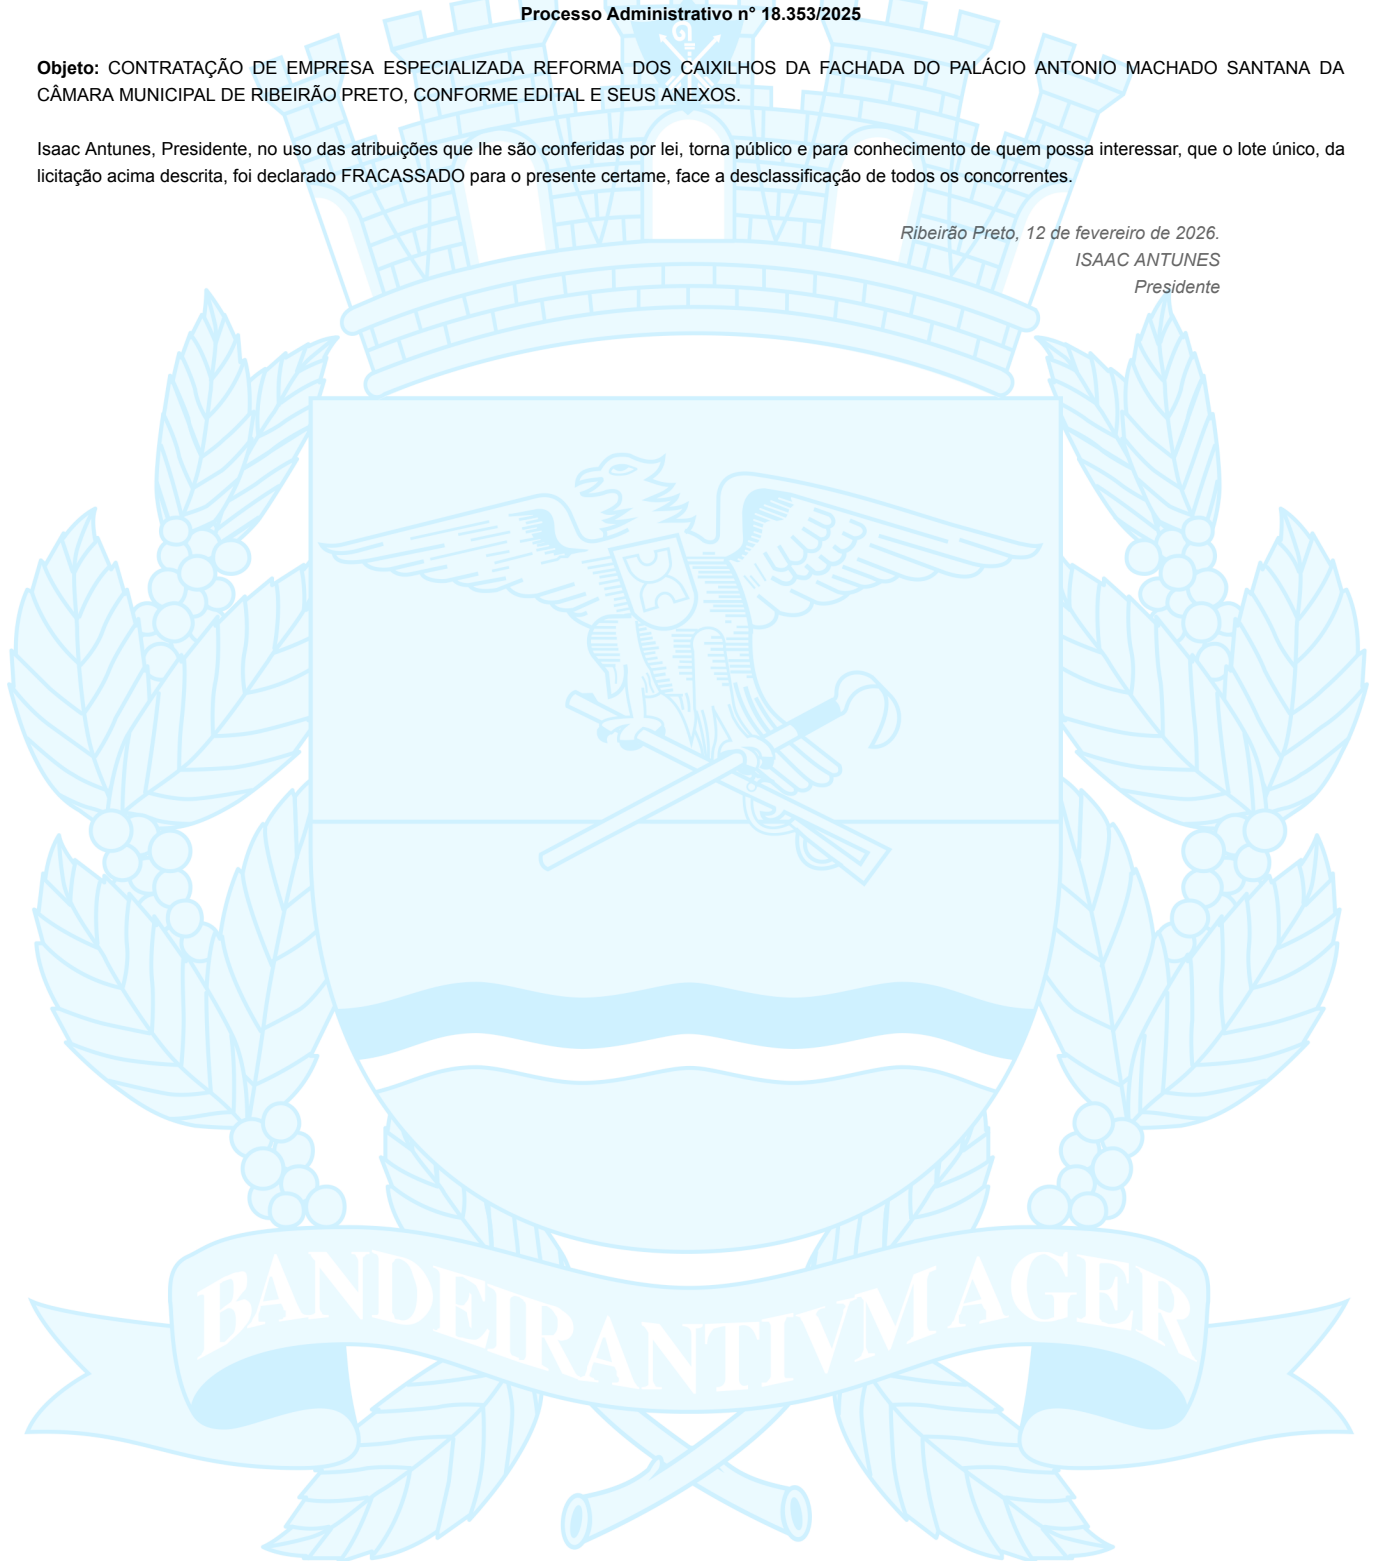 Processo Administrativo n° 18.353/2025
Objeto: CONTRATAÇÃO DE EMPRESA ESPECIALIZADA REFORMA DOS CAIXILHOS DA FACHADA DO PALÁCIO ANTONIO MACHADO SANTANA DA
CÂMARA MUNICIPAL DE RIBEIRÃO PRETO, CONFORME EDITAL E SEUS ANEXOS.
Isaac Antunes, Presidente, no uso das atribuições que lhe são conferidas por lei, torna público e para conhecimento de quem possa interessar, que o lote único, da
licitação acima descrita, foi declarado FRACASSADO para o presente certame, face a desclassificação de todos os concorrentes.
Ribeirão Preto, 12 de fevereiro de 2026.
ISAAC ANTUNES
Presidente
BANDEIRANTIVM AGER